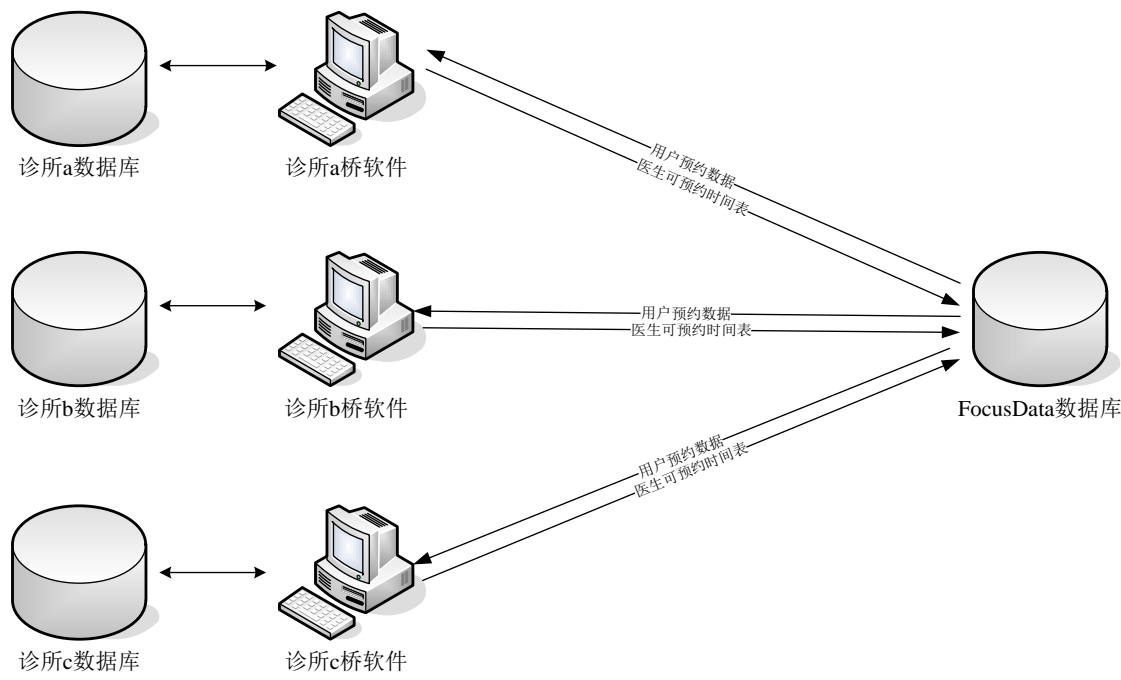 诊所a数据库
诊所a桥软件
用户预约数据
医生可预约时间表
诊所b数据库
诊所b桥软件
用户预约数据
医生可预约时间表
FocusData数据库
用户预约数据
医生可预约时间表
诊所c数据库
诊所c桥软件